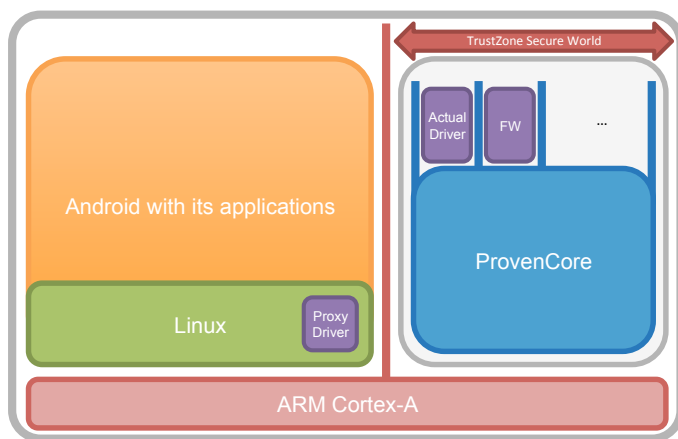 TrustZone Secure World
Actual
Driver
FW
...
Android with its applications
ProvenCore
Linux
Proxy
Driver
ARM Cortex-A